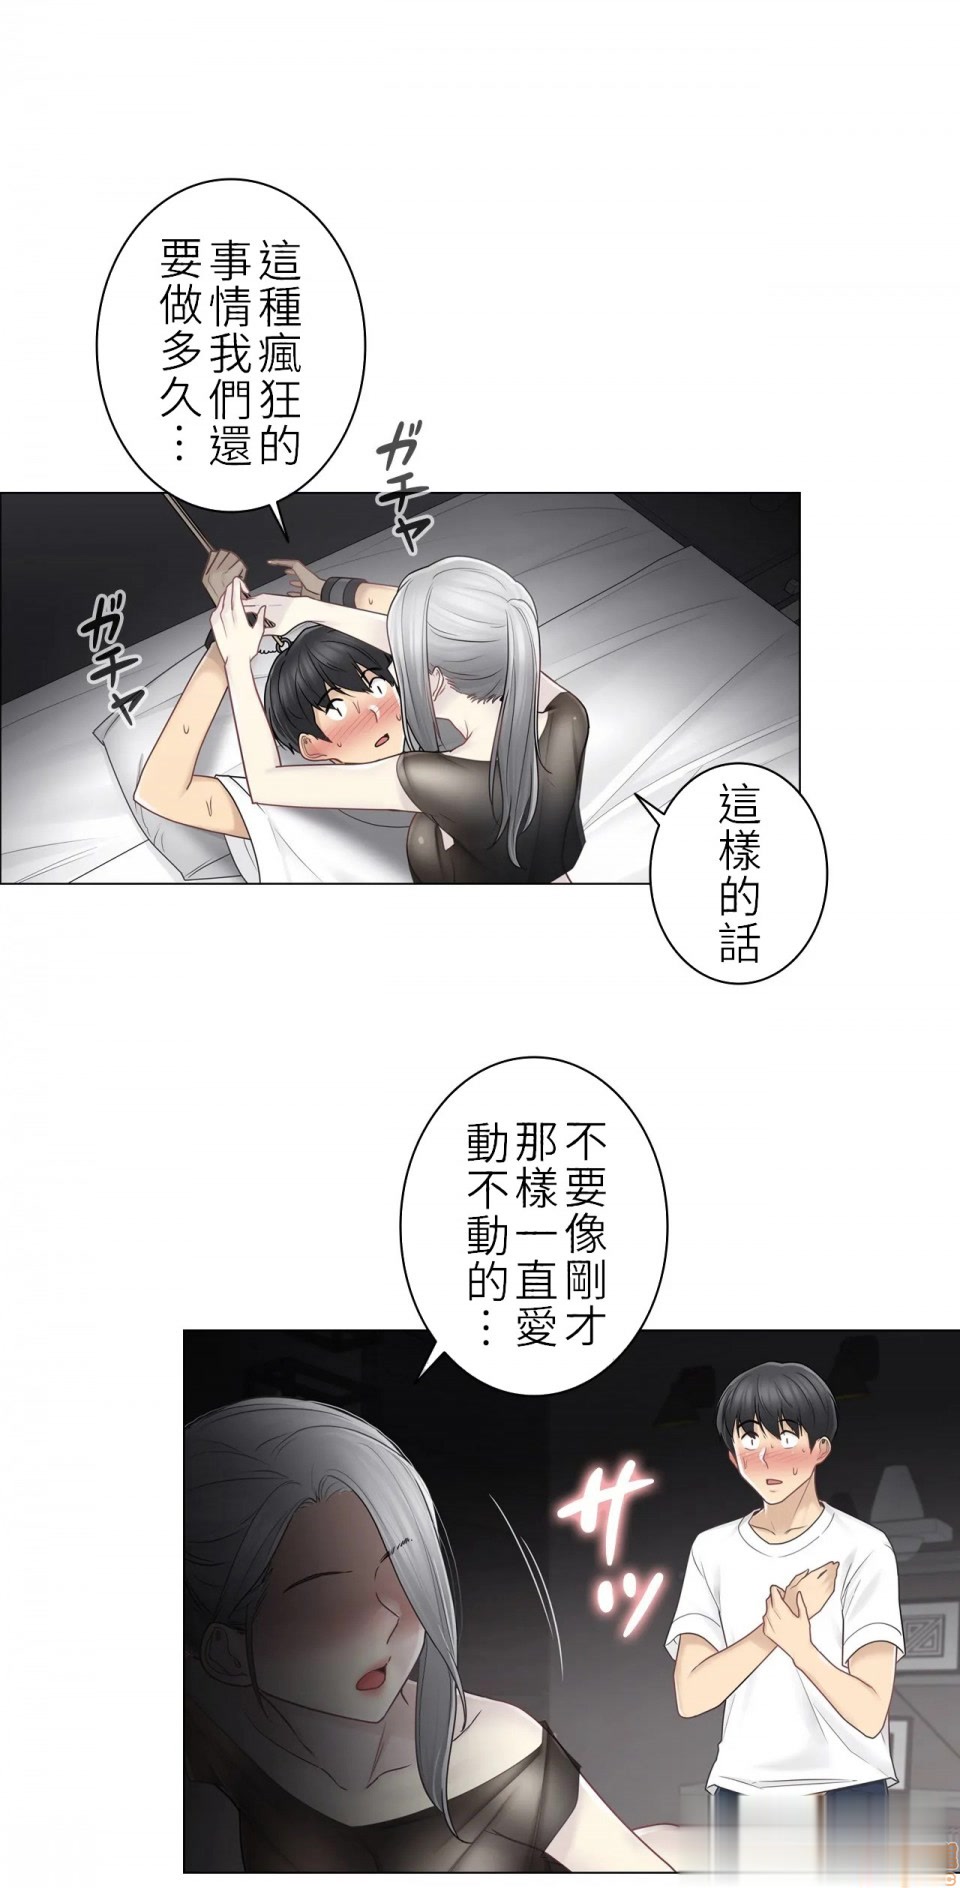 這種瘋狂的
事情我們還
要做多久⋯
ガチャ
ガチャ
這樣的話
不要像剛才
那樣一直愛
動不動的⋯
サッ